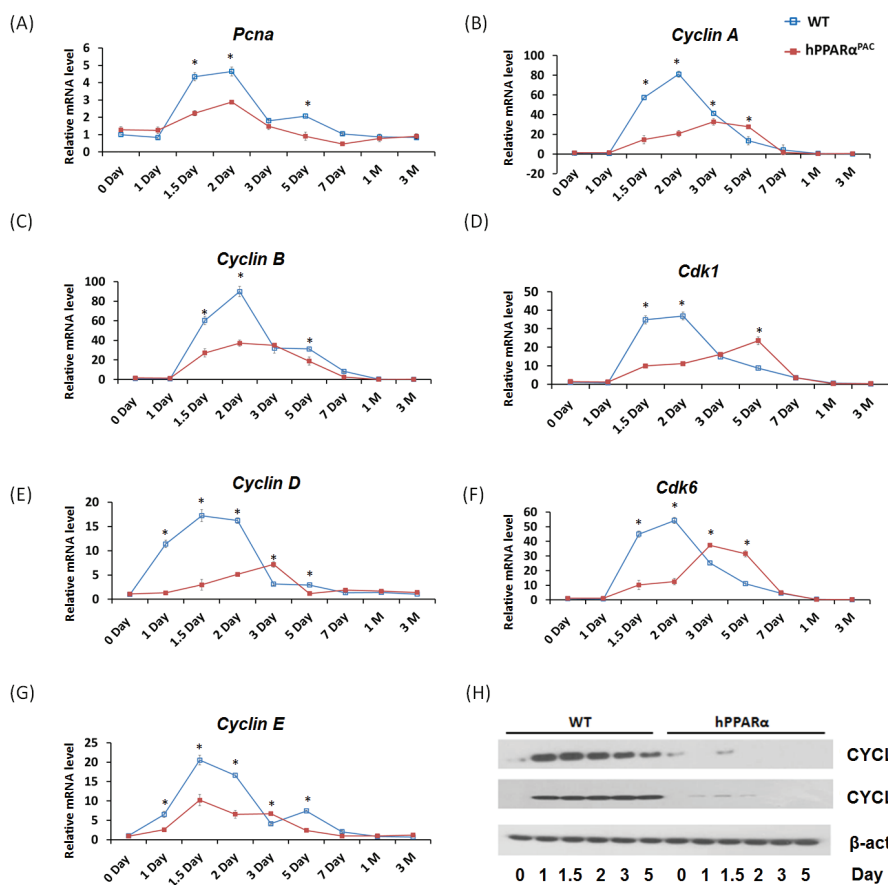 (A)
Pcna
Relative mRNA level
6
5
4
3
2
1
0
* * *
0 Day 1 Day 1.5 Day 2 Day 3 Day 5 Day 7 Day 1 M 3 M
(B)
Cyclin A
WT
hPPARα^PAC
Relative mRNA level
100
80
60
40
20
0
-20
* * * *
0 Day 1 Day 1.5 Day 2 Day 3 Day 5 Day 7 Day 1 M 3 M
(C)
Cyclin B
Relative mRNA level
100
80
60
40
20
0
* * *
0 Day 1 Day 1.5 Day 2 Day 3 Day 5 Day 7 Day 1 M 3 M
(D)
Cdk1
Relative mRNA level
50
40
30
20
10
0
* * *
0 Day 1 Day 1.5 Day 2 Day 3 Day 5 Day 7 Day 1 M 3 M
(E)
Cyclin D
Relative mRNA level
20
15
10
5
0
* * * * *
0 Day 1 Day 1.5 Day 2 Day 3 Day 5 Day 7 Day 1 M 3 M
(F)
Cdk6
Relative mRNA level
60
50
40
30
20
10
0
* * * *
0 Day 1 Day 1.5 Day 2 Day 3 Day 5 Day 7 Day 1 M 3 M
(G)
Cyclin E
Relative mRNA level
25
20
15
10
5
0
* * * * *
0 Day 1 Day 1.5 Day 2 Day 3 Day 5 Day 7 Day 1 M 3 M
(H)
WT hPPARα
CYCL
CYCL
β-act
0 1 1.5 2 3 5 0 1 1.5 2 3 5 Day